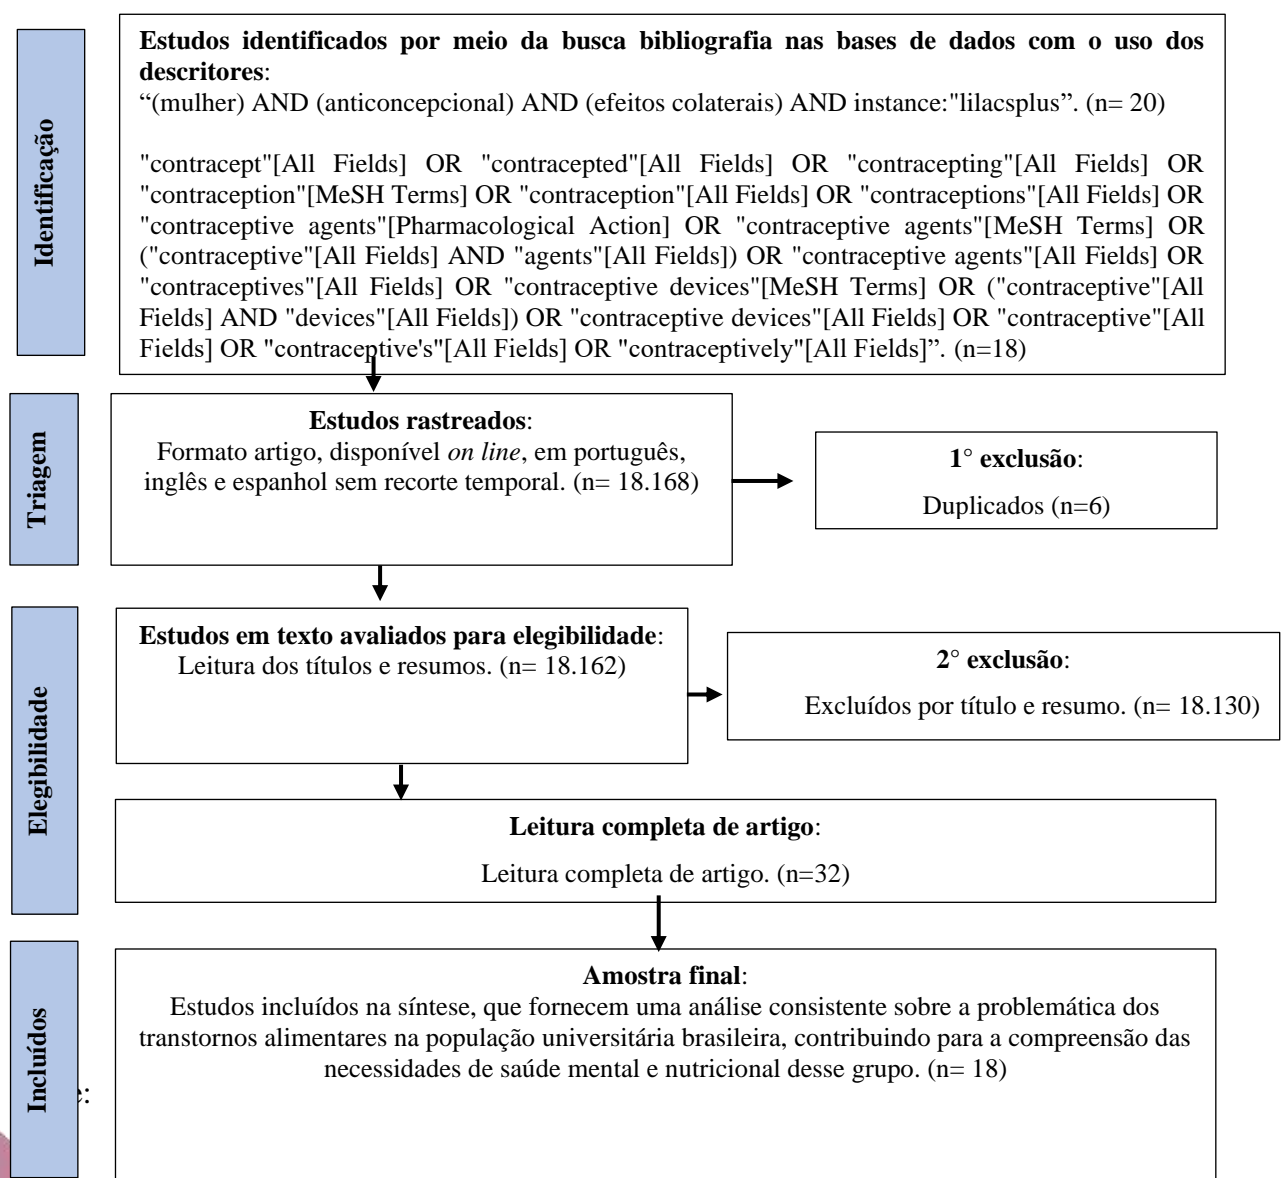 Identificação
Estudos identificados por meio da busca bibliografia nas bases de dados com o uso dos
descritores:
“(mulher) AND (anticoncepcional) AND (efeitos colaterais) AND instance:"lilacsplus”. (n= 20)
"contracept"[All Fields] OR "contracepted"[All Fields] OR "contracepting"[All Fields] OR
"contraception"[MeSH Terms] OR "contraception"[All Fields] OR "contraceptions"[All Fields] OR
"contraceptive agents"[Pharmacological Action] OR "contraceptive agents"[MeSH Terms] OR
("contraceptive"[All Fields] AND "agents"[All Fields]) OR "contraceptive agents"[All Fields] OR
"contraceptives"[All Fields] OR "contraceptive devices"[MeSH Terms] OR ("contraceptive"[All
Fields] AND "devices"[All Fields]) OR "contraceptive devices"[All Fields] OR "contraceptive"[All
Fields] OR "contraceptive's"[All Fields] OR "contraceptively"[All Fields]”. (n=18)
Triagem
Estudos rastreados:
Formato artigo, disponível on line, em português,
inglês e espanhol sem recorte temporal. (n= 18.168)
1° exclusão:
Duplicados (n=6)
Elegibilidade
Estudos em texto avaliados para elegibilidade:
Leitura dos títulos e resumos. (n= 18.162)
2° exclusão:
Excluídos por título e resumo. (n= 18.130)
Leitura completa de artigo:
Leitura completa de artigo. (n=32)
Incluídos
Amostra final:
Estudos incluídos na síntese, que fornecem uma análise consistente sobre a problemática dos
transtornos alimentares na população universitária brasileira, contribuindo para a compreensão das
necessidades de saúde mental e nutricional desse grupo. (n= 18)